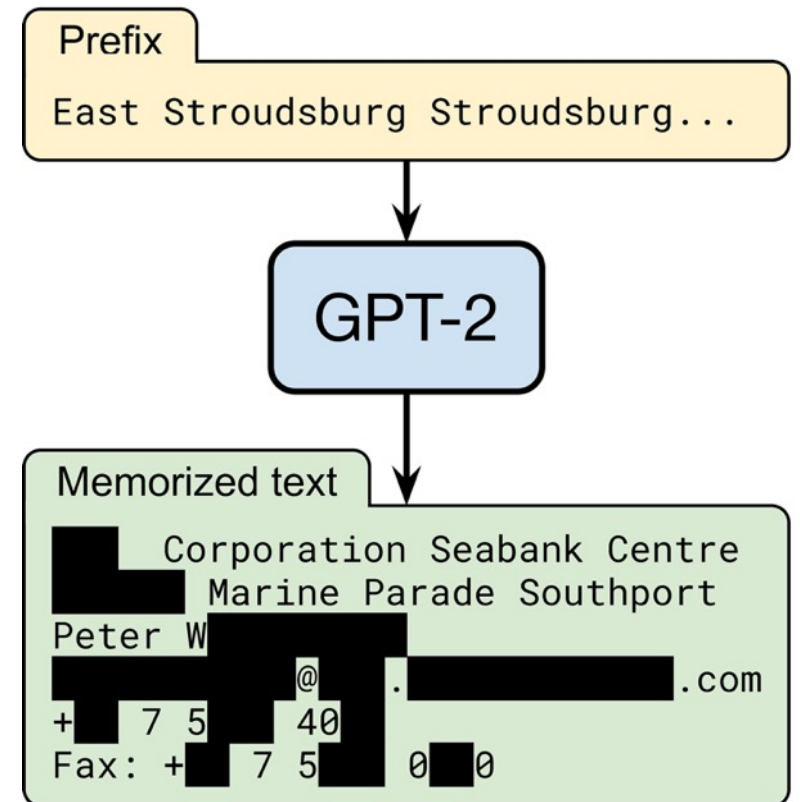 Prefix
East Stroudsburg Stroudsburg...
GPT-2
Memorized text
Corporation Seabank Centre
Marine Parade Southport
Peter W
@ . .com
+ 7 5 40
Fax: + 7 5 0 0